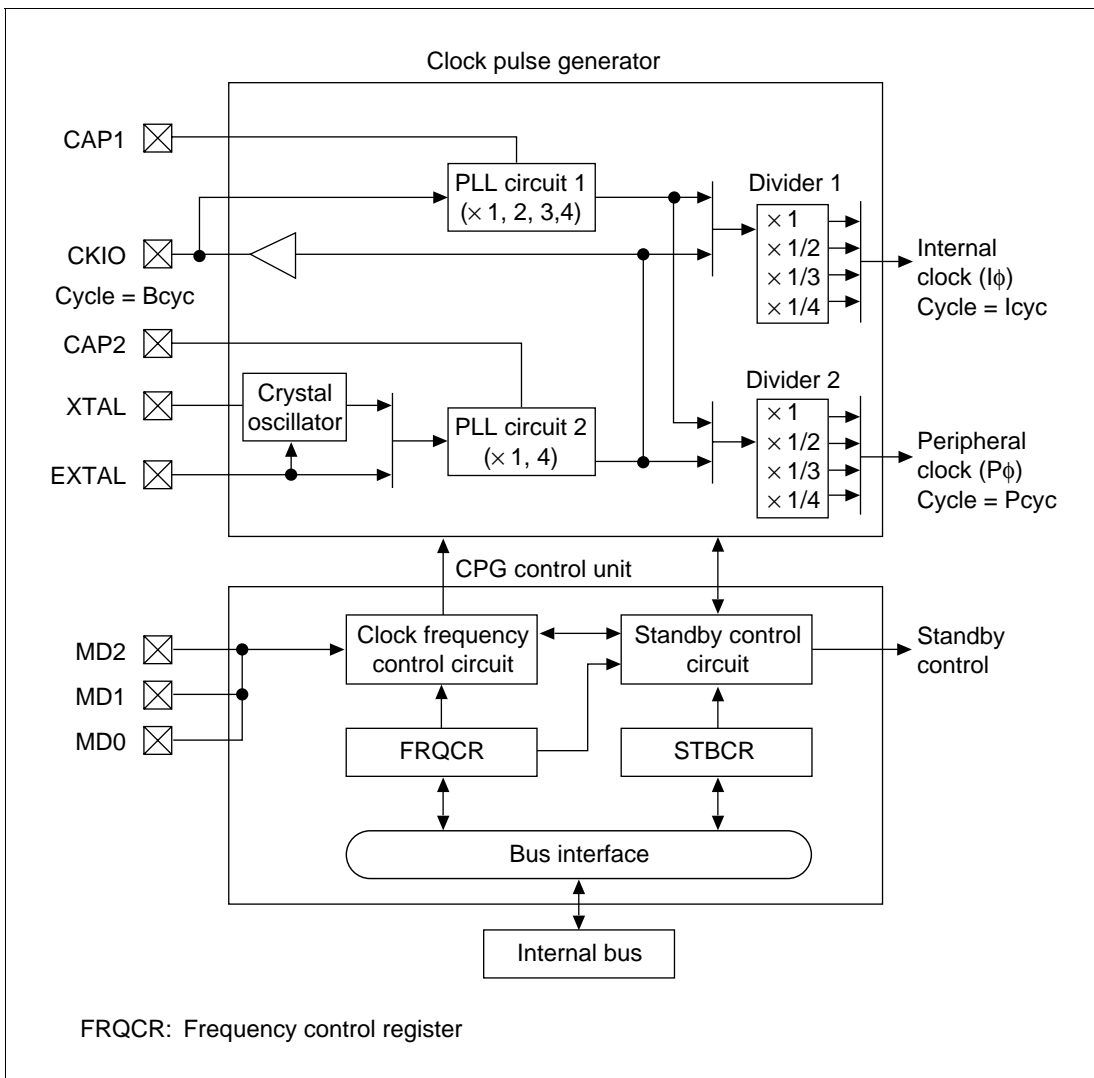 Clock pulse generator
CAP1
PLL circuit 1
(× 1, 2, 3,4)
Divider 1
× 1
× 1/2
× 1/3
× 1/4
CKIO
Cycle = Bcyc
Internal
clock (Iϕ)
Cycle = Icyc
CAP2
XTAL
Crystal
oscillator
EXTAL
PLL circuit 2
(× 1, 4)
Divider 2
× 1
× 1/2
× 1/3
× 1/4
Peripheral
clock (Pϕ)
Cycle = Pcyc
CPG control unit
MD2
MD1
MD0
Clock frequency
control circuit
Standby control
circuit
Standby
control
FRQCR
STBCR
Bus interface
Internal bus
FRQCR: Frequency control register